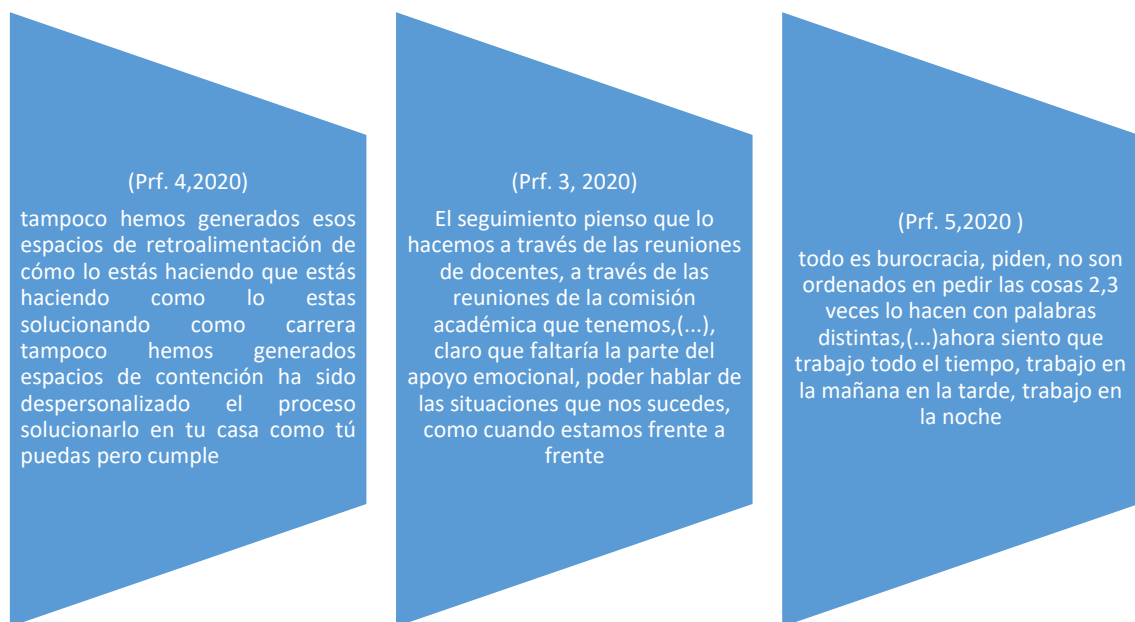 (Prf. 4,2020)
tampoco hemos generados esos
espacios de retroalimentación de
cómo lo estás haciendo que estás
haciendo como lo estas
solucionando como carrera
tampoco hemos generados
espacios de contención ha sido
despersonalizado el proceso
solucionarlo en tu casa como tú
puedas pero cumple
(Prf. 3, 2020)
El seguimiento pienso que lo
hacemos a través de las reuniones
de docentes, a través de las
reuniones de la comisión
académica que tenemos,(...),
claro que faltaría la parte del
apoyo emocional, poder hablar de
las situaciones que nos sucedes,
como cuando estamos frente a
frente
(Prf. 5,2020 )
todo es burocracia, piden, no son
ordenados en pedir las cosas 2,3
veces lo hacen con palabras
distintas,(...)ahora siento que
trabajo todo el tiempo, trabajo en
la mañana en la tarde, trabajo en
la noche